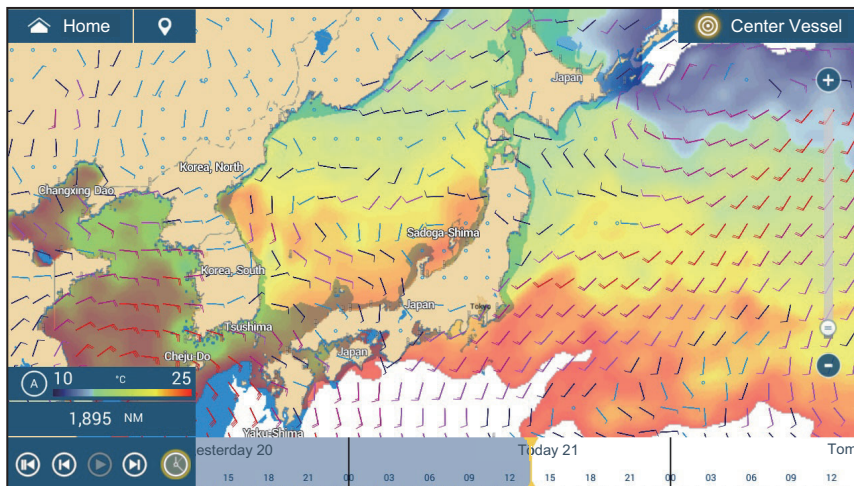 Home
Center Vessel
Japan
Korea, North
Changxing Dao
Sadoga-Shima
Korea, South
Japan
Tokyo
Tsushima
Japan
Cheju-Do
A 10 °C 25
1,895 NM
Yaku-Shima
esterday 20 Today 21 Tom
15 18 21 00 03 06 09 12 15 18 21 00 03 06 09 12